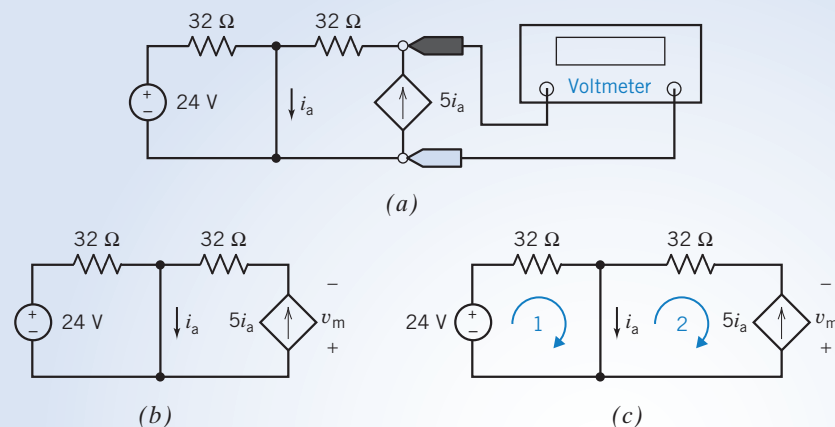 32 Ω 32 Ω
+
−
24 V
i_a
5i_a
Voltmeter
(a)
32 Ω 32 Ω
+
−
24 V
i_a
5i_a
−
v_m
+
(b)
32 Ω 32 Ω
+
−
24 V
1
i_a
2
5i_a
−
v_m
+
(c)